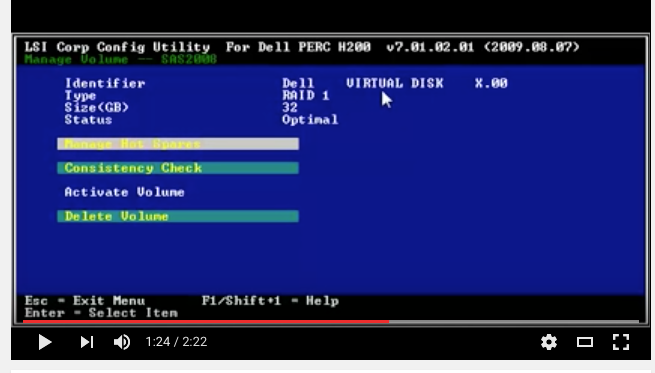 LSI Corp Config Utility For Dell PERC H200 v7.01.02.01 (2009.08.07)
Manage Volume -- SAS2008
Identifier Dell VIRTUAL DISK X.00
Type RAID 1
Size(GB) 32
Status Optimal
Manage Hot Spares
Consistency Check
Activate Volume
Delete Volume
Esc = Exit Menu F1/Shift+1 = Help
Enter = Select Item
1:24 / 2:22